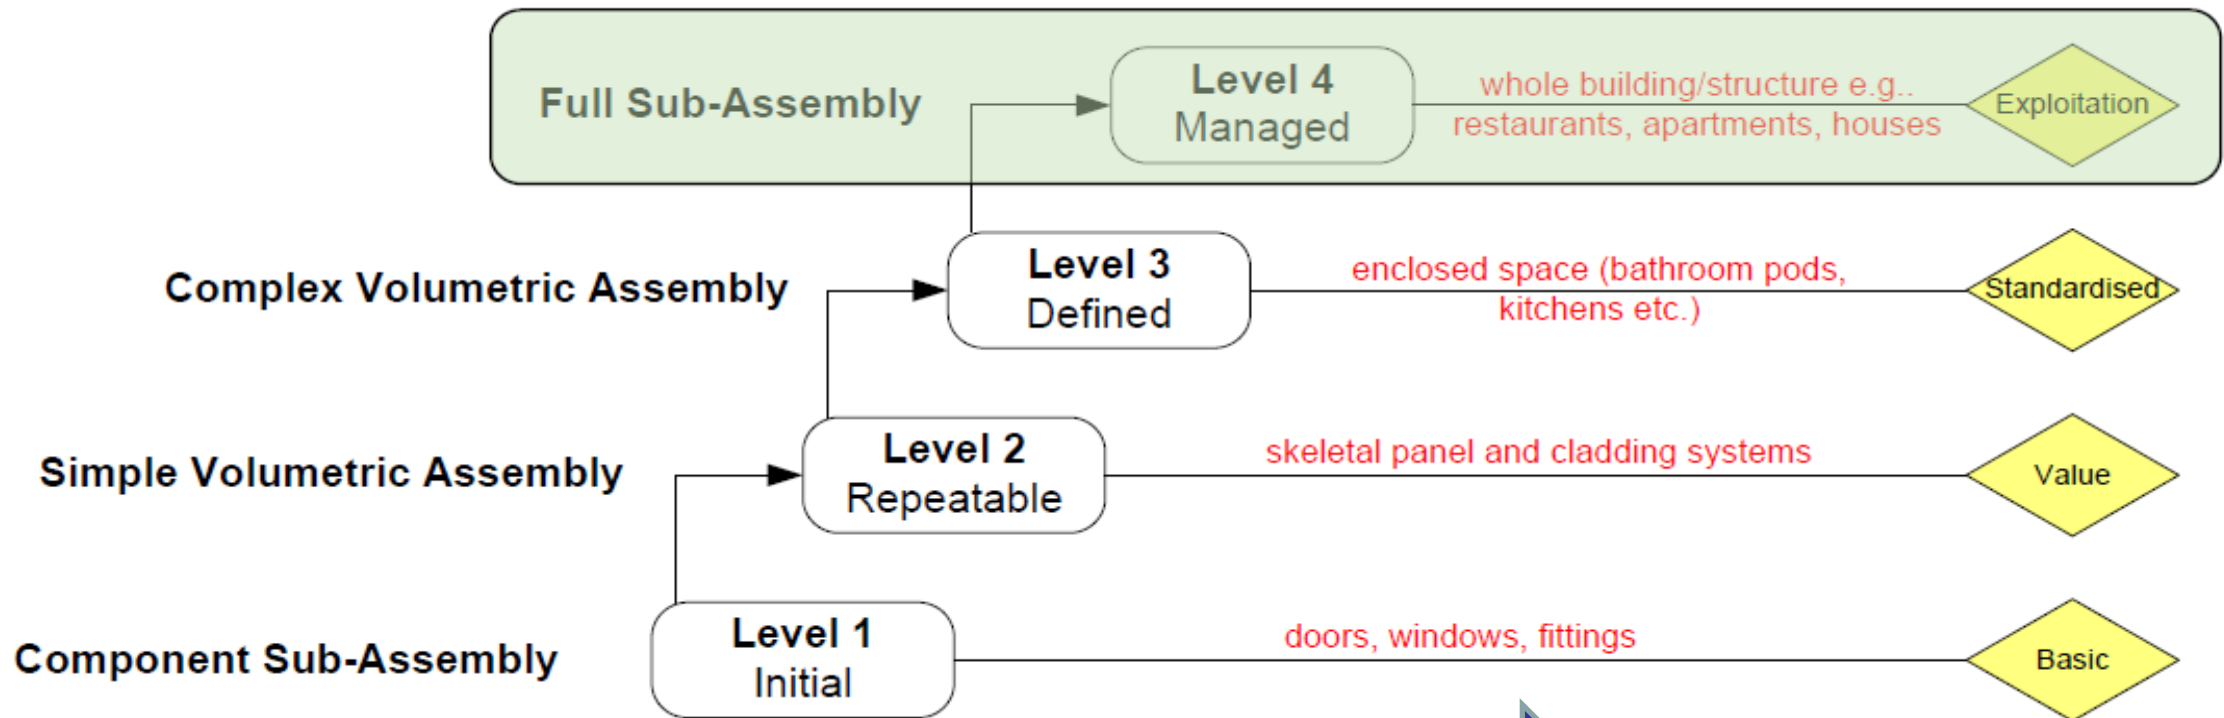 Full Sub-Assembly
Level 4
Managed
whole building/structure e.g..
restaurants, apartments, houses
Exploitation
Complex Volumetric Assembly
Level 3
Defined
enclosed space (bathroom pods,
kitchens etc.)
Standardised
Simple Volumetric Assembly
Level 2
Repeatable
skeletal panel and cladding systems
Value
Component Sub-Assembly
Level 1
Initial
doors, windows, fittings
Basic